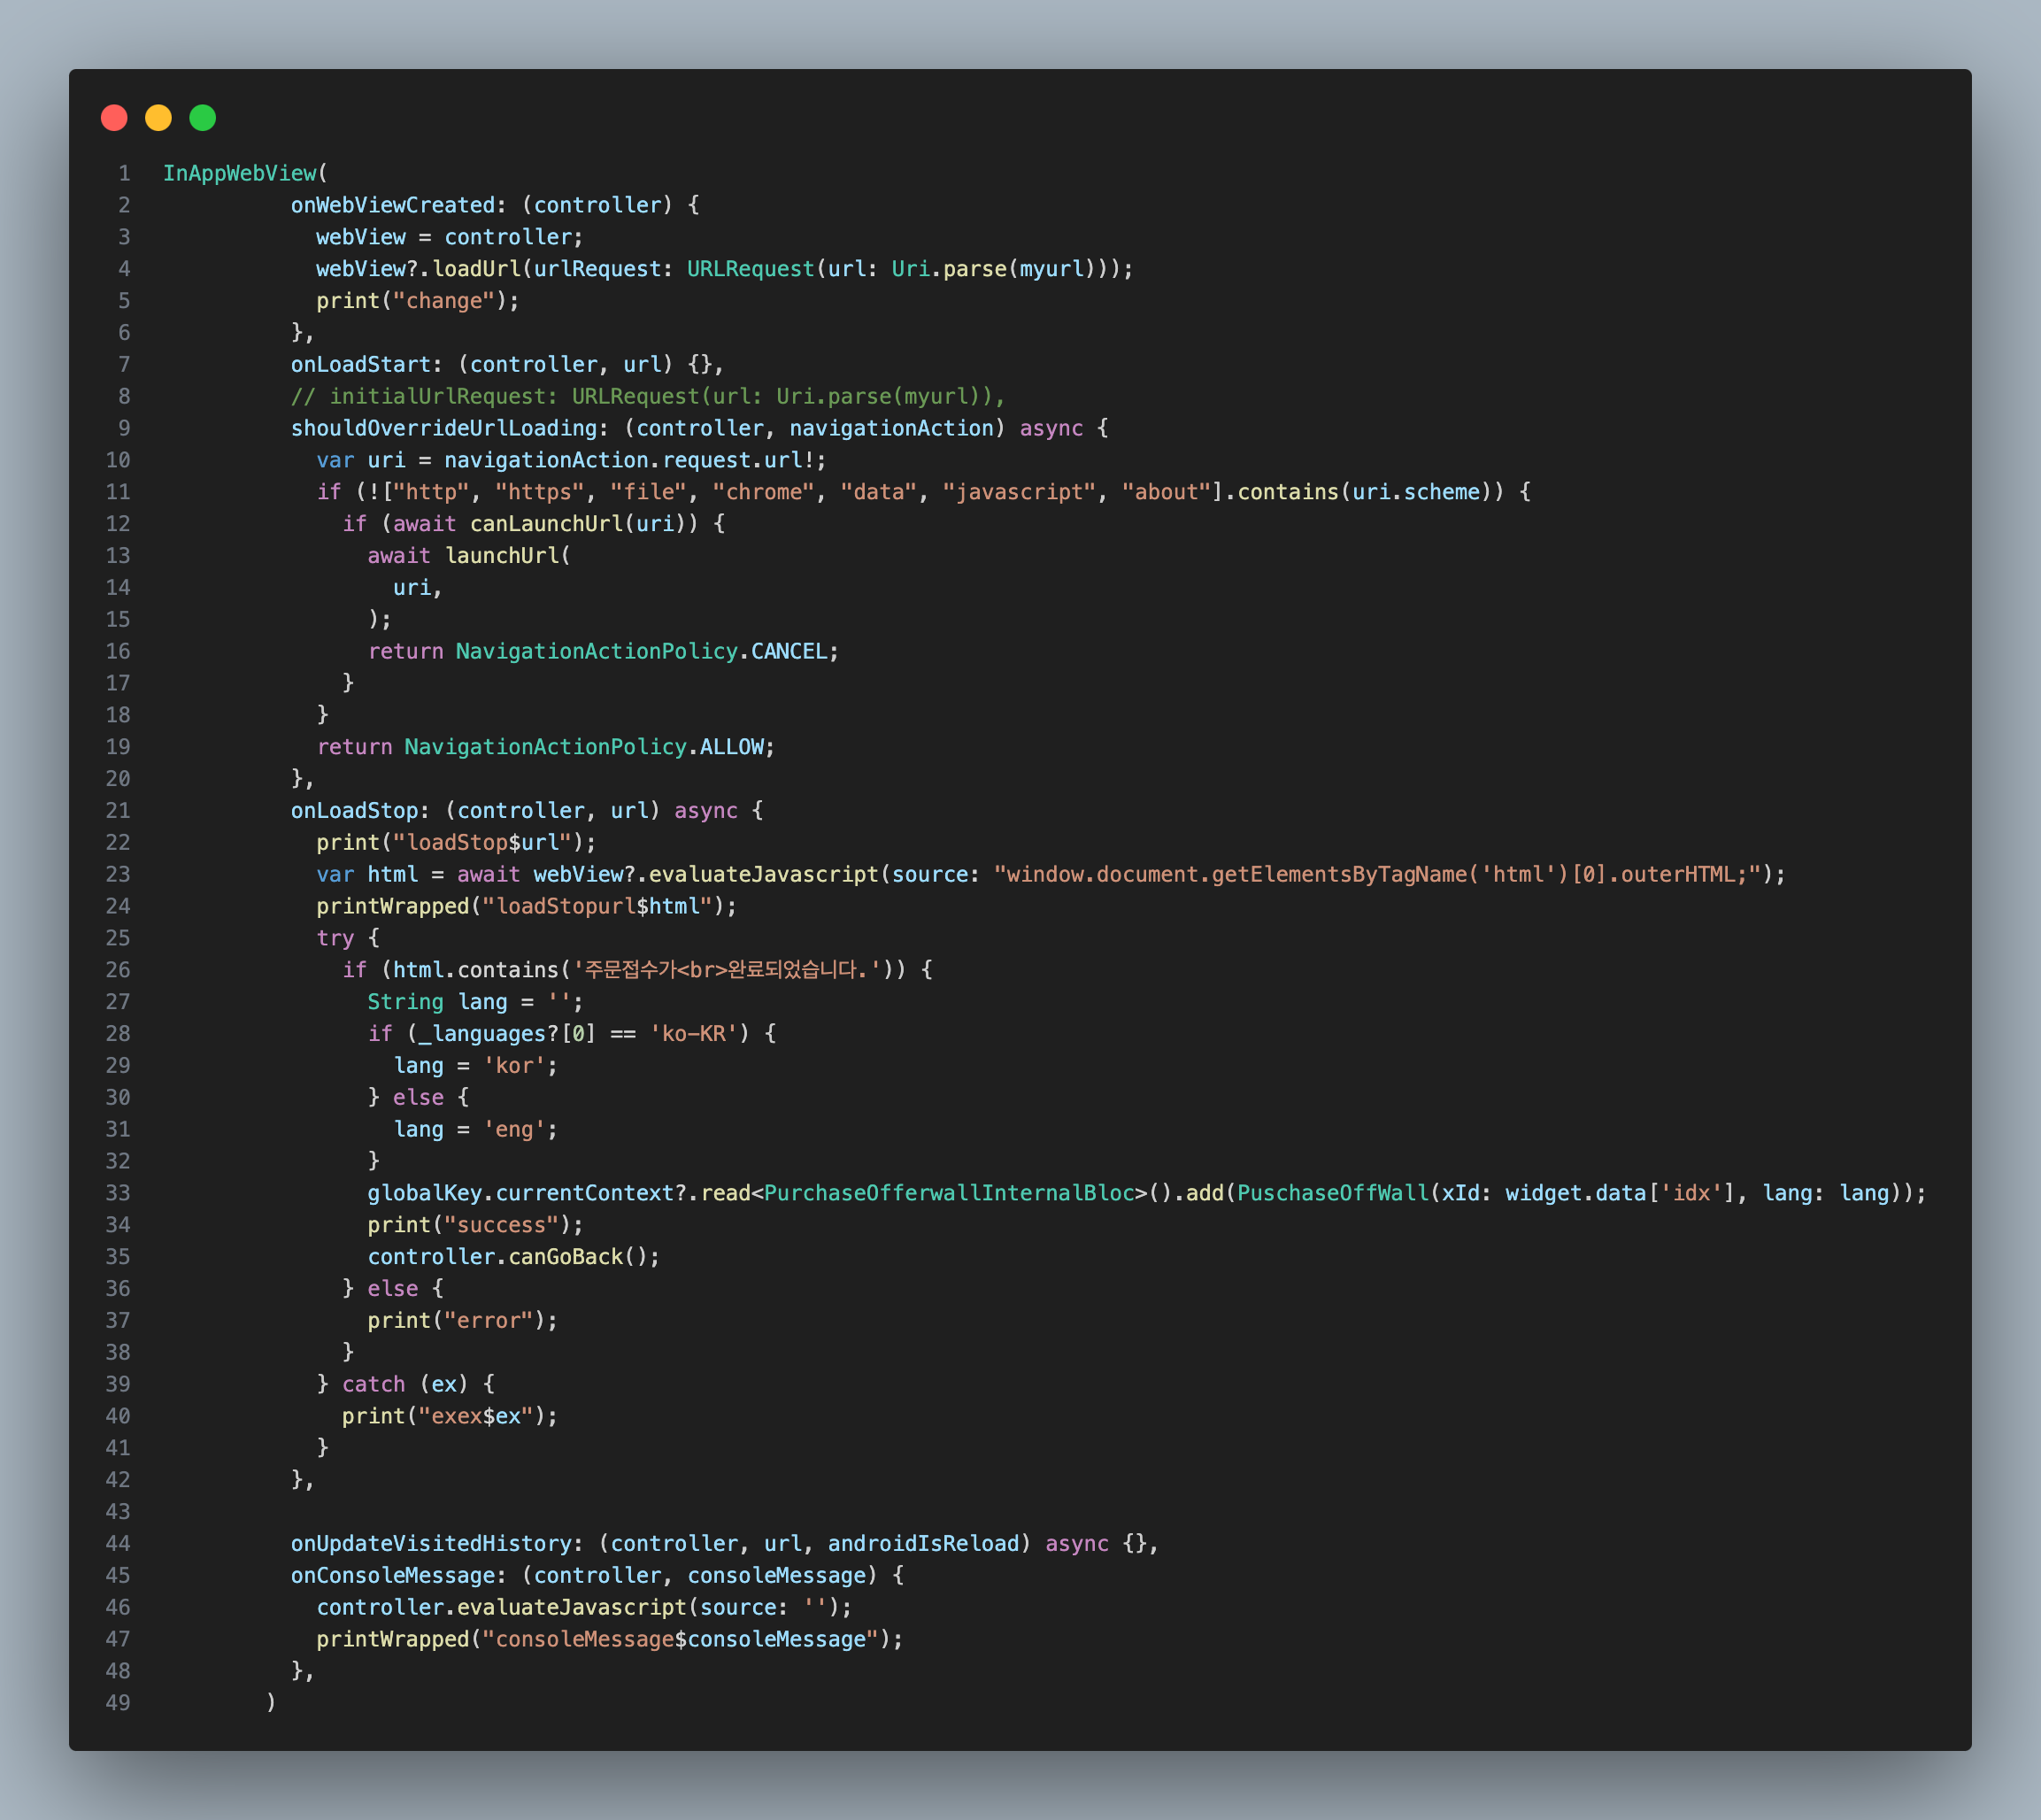 1 InAppWebView(
2 onWebViewCreated: (controller) {
3 webView = controller;
4 webView?.loadUrl(urlRequest: URLRequest(url: Uri.parse(myurl)));
5 print("change");
6 },
7 onLoadStart: (controller, url) {},
8 // initialUrlRequest: URLRequest(url: Uri.parse(myurl)),
9 shouldOverrideUrlLoading: (controller, navigationAction) async {
10 var uri = navigationAction.request.url!;
11 if (!["http", "https", "file", "chrome", "data", "javascript", "about"].contains(uri.scheme)) {
12 if (await canLaunchUrl(uri)) {
13 await launchUrl(
14 uri,
15 );
16 return NavigationActionPolicy.CANCEL;
17 }
18 }
19 return NavigationActionPolicy.ALLOW;
20 },
21 onLoadStop: (controller, url) async {
22 print("loadStop$url");
23 var html = await webView?.evaluateJavascript(source: "window.document.getElementsByTagName('html')[0].outerHTML;");
24 printWrapped("loadStopurl$html");
25 try {
26 if (html.contains('주문접수가<br>완료되었습니다.')) {
27 String lang = '';
28 if (_languages?[0] == 'ko-KR') {
29 lang = 'kor';
30 } else {
31 lang = 'eng';
32 }
33 globalKey.currentContext?.read<PurchaseOfferwallInternalBloc>().add(PuschaseOffWall(xId: widget.data['idx'], lang: lang));
34 print("success");
35 controller.canGoBack();
36 } else {
37 print("error");
38 }
39 } catch (ex) {
40 print("exex$ex");
41 }
42 },
43
44 onUpdateVisitedHistory: (controller, url, androidIsReload) async {},
45 onConsoleMessage: (controller, consoleMessage) {
46 controller.evaluateJavascript(source: '');
47 printWrapped("consoleMessage$consoleMessage");
48 },
49 )